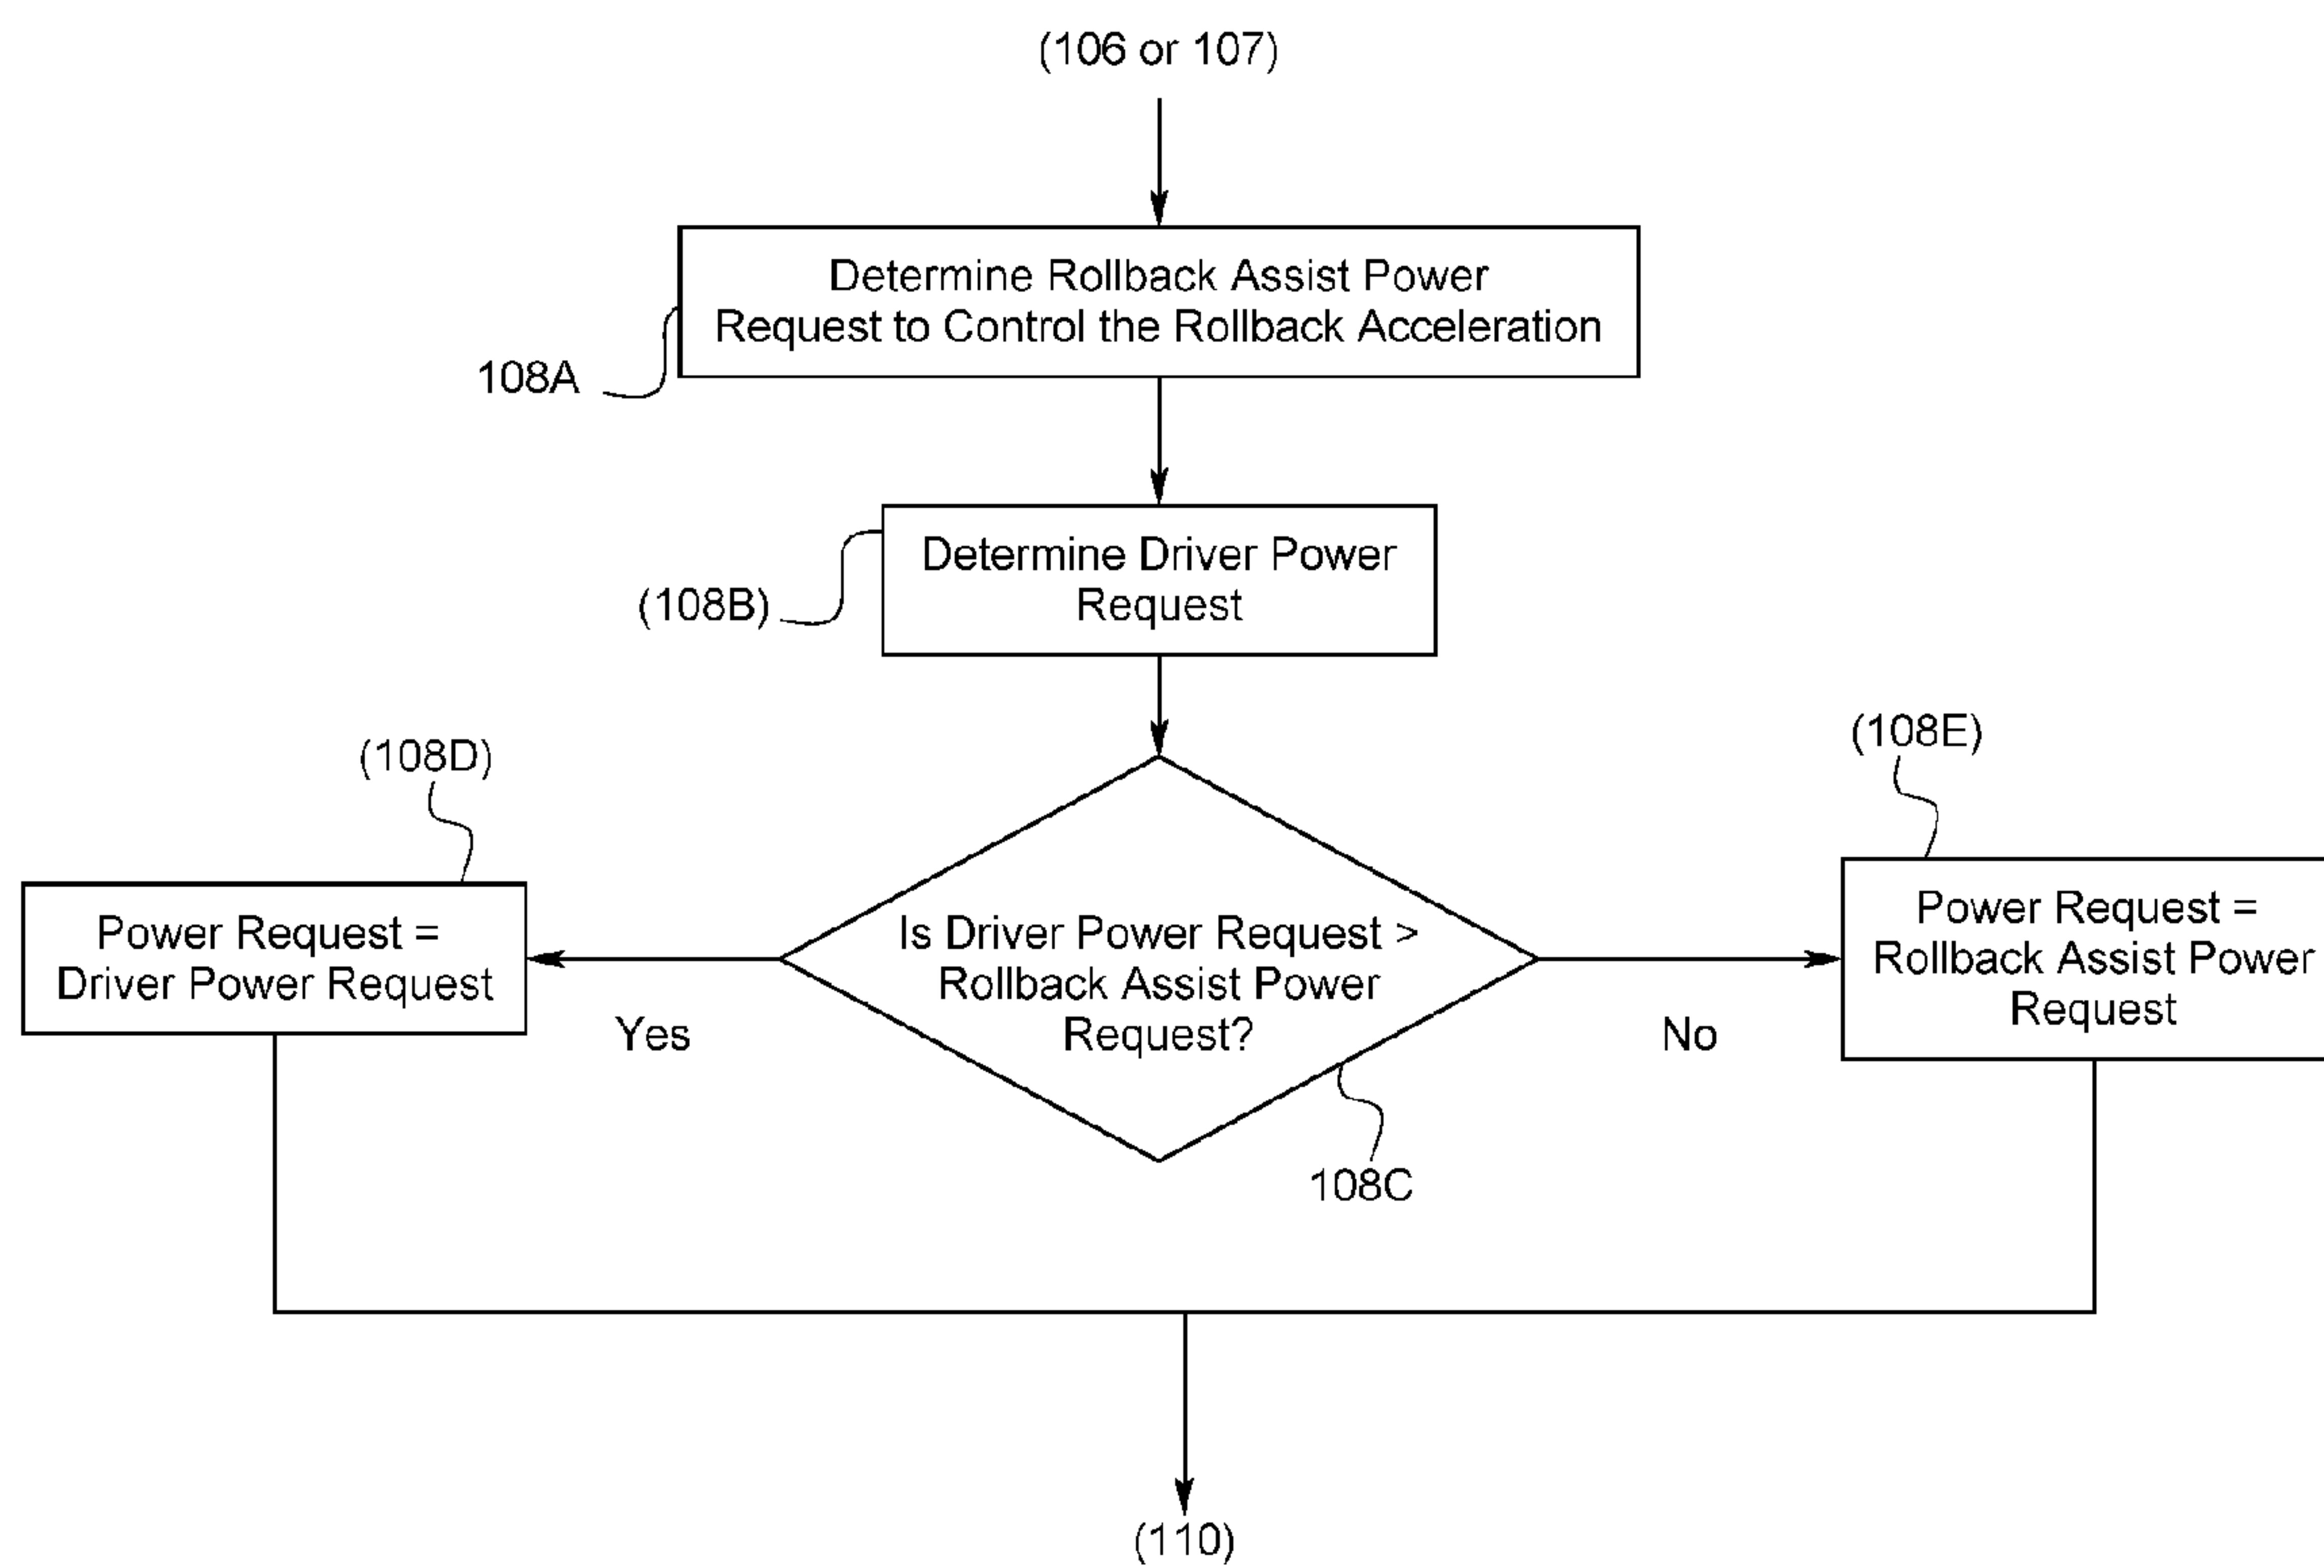 (106 or 107)
Determine Rollback Assist Power
Request to Control the Rollback Acceleration
108A
Determine Driver Power
Request
(108B)
(108D)
(108E)
Power Request =
Driver Power Request
Is Driver Power Request >
Rollback Assist Power
Request?
Power Request =
Rollback Assist Power
Request
Yes
No
108C
(110)